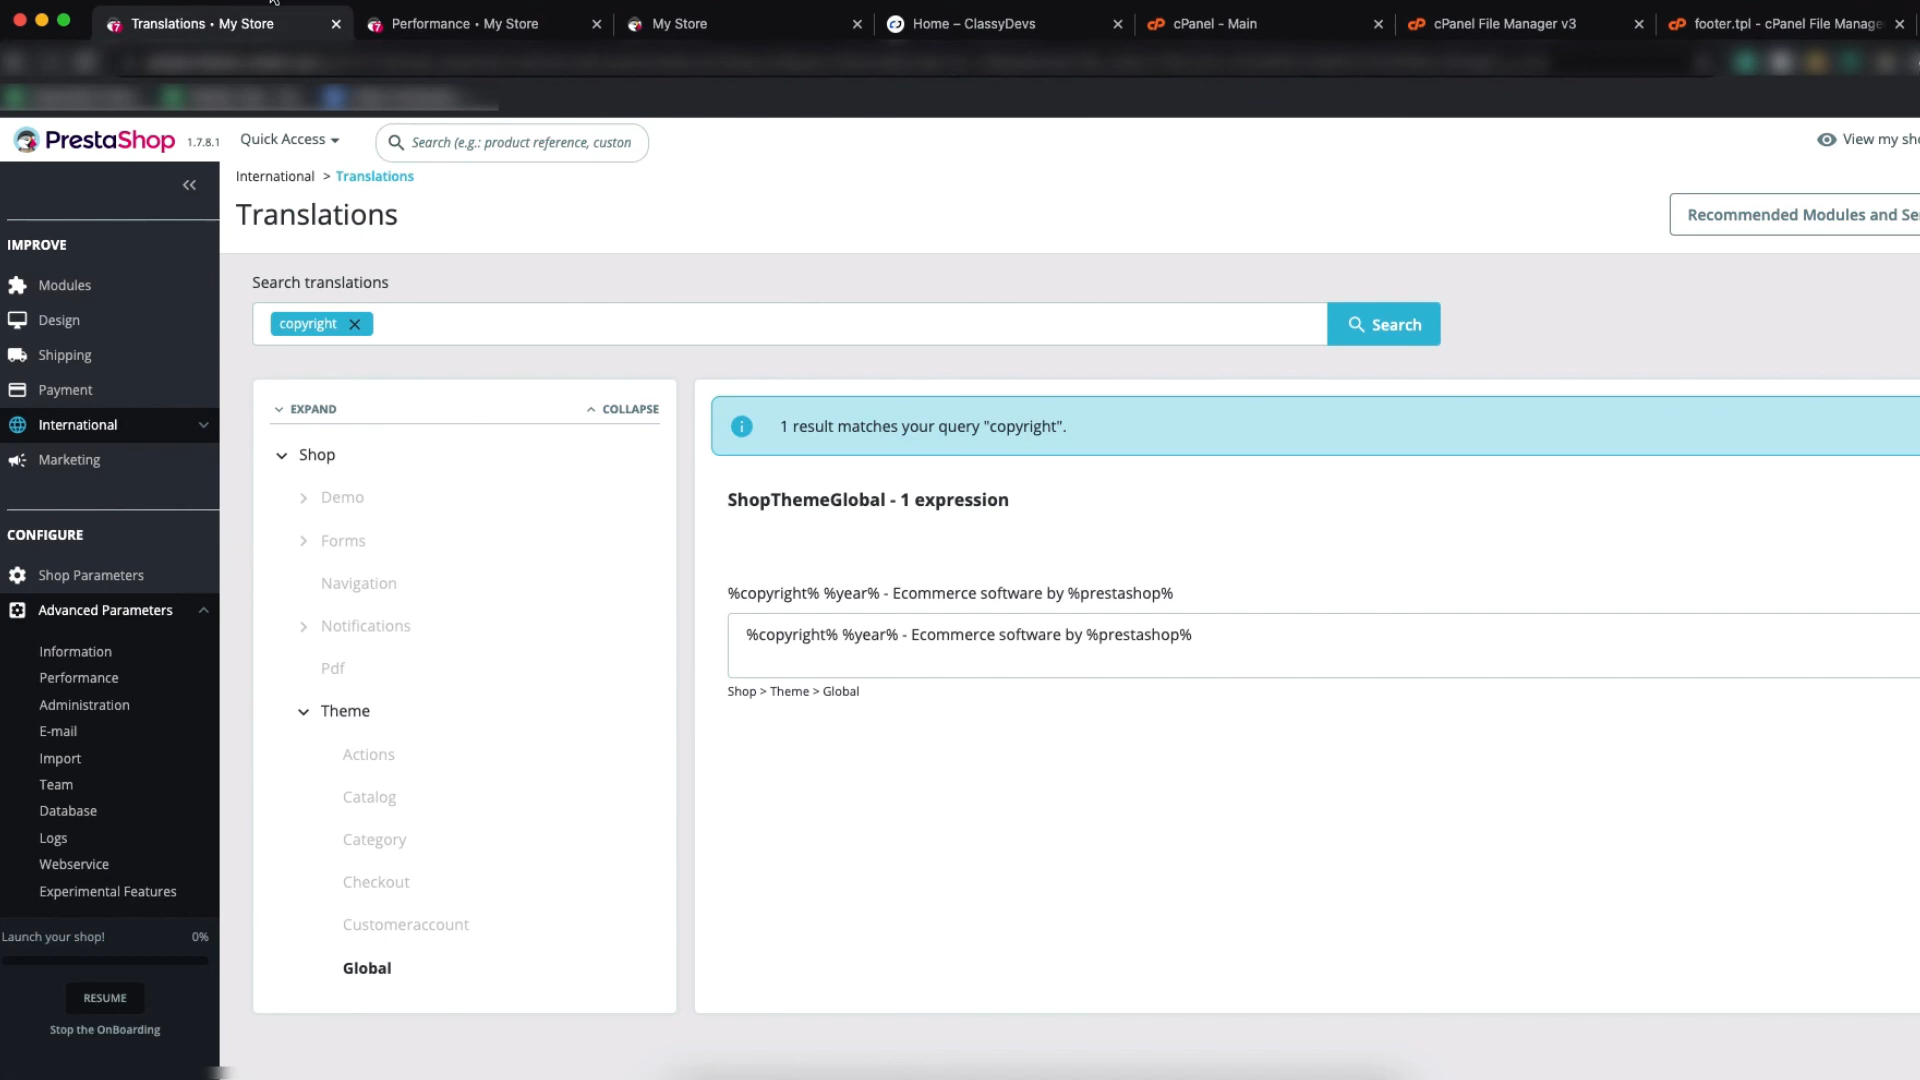 Translations • My Store
Performance • My Store
My Store
Home – ClassyDevs
cPanel - Main
cPanel File Manager v3
footer.tpl - cPanel File Manage
PrestaShop 1.7.8.1
Quick Access
Search (e.g.: product reference, custon
View my sho
International > Translations
Translations
Recommended Modules and Se
IMPROVE
Modules
Design
Shipping
Payment
International
Marketing
CONFIGURE
Shop Parameters
Advanced Parameters
Information
Performance
Administration
E-mail
Import
Team
Database
Logs
Webservice
Experimental Features
Launch your shop! 0%
RESUME
Stop the OnBoarding
Search translations
copyright
Search
EXPAND
COLLAPSE
Shop
Demo
Forms
Navigation
Notifications
Pdf
Theme
Actions
Catalog
Category
Checkout
Customeraccount
Global
1 result matches your query "copyright".
ShopThemeGlobal - 1 expression
%copyright% %year% - Ecommerce software by %prestashop%
%copyright% %year% - Ecommerce software by %prestashop%
Shop > Theme > Global